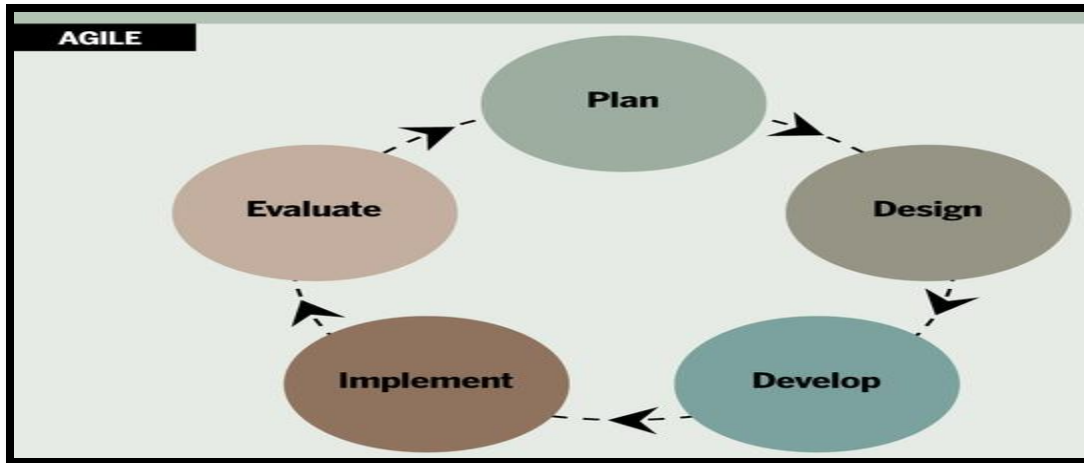 AGILE
Plan
Design
Develop
Implement
Evaluate